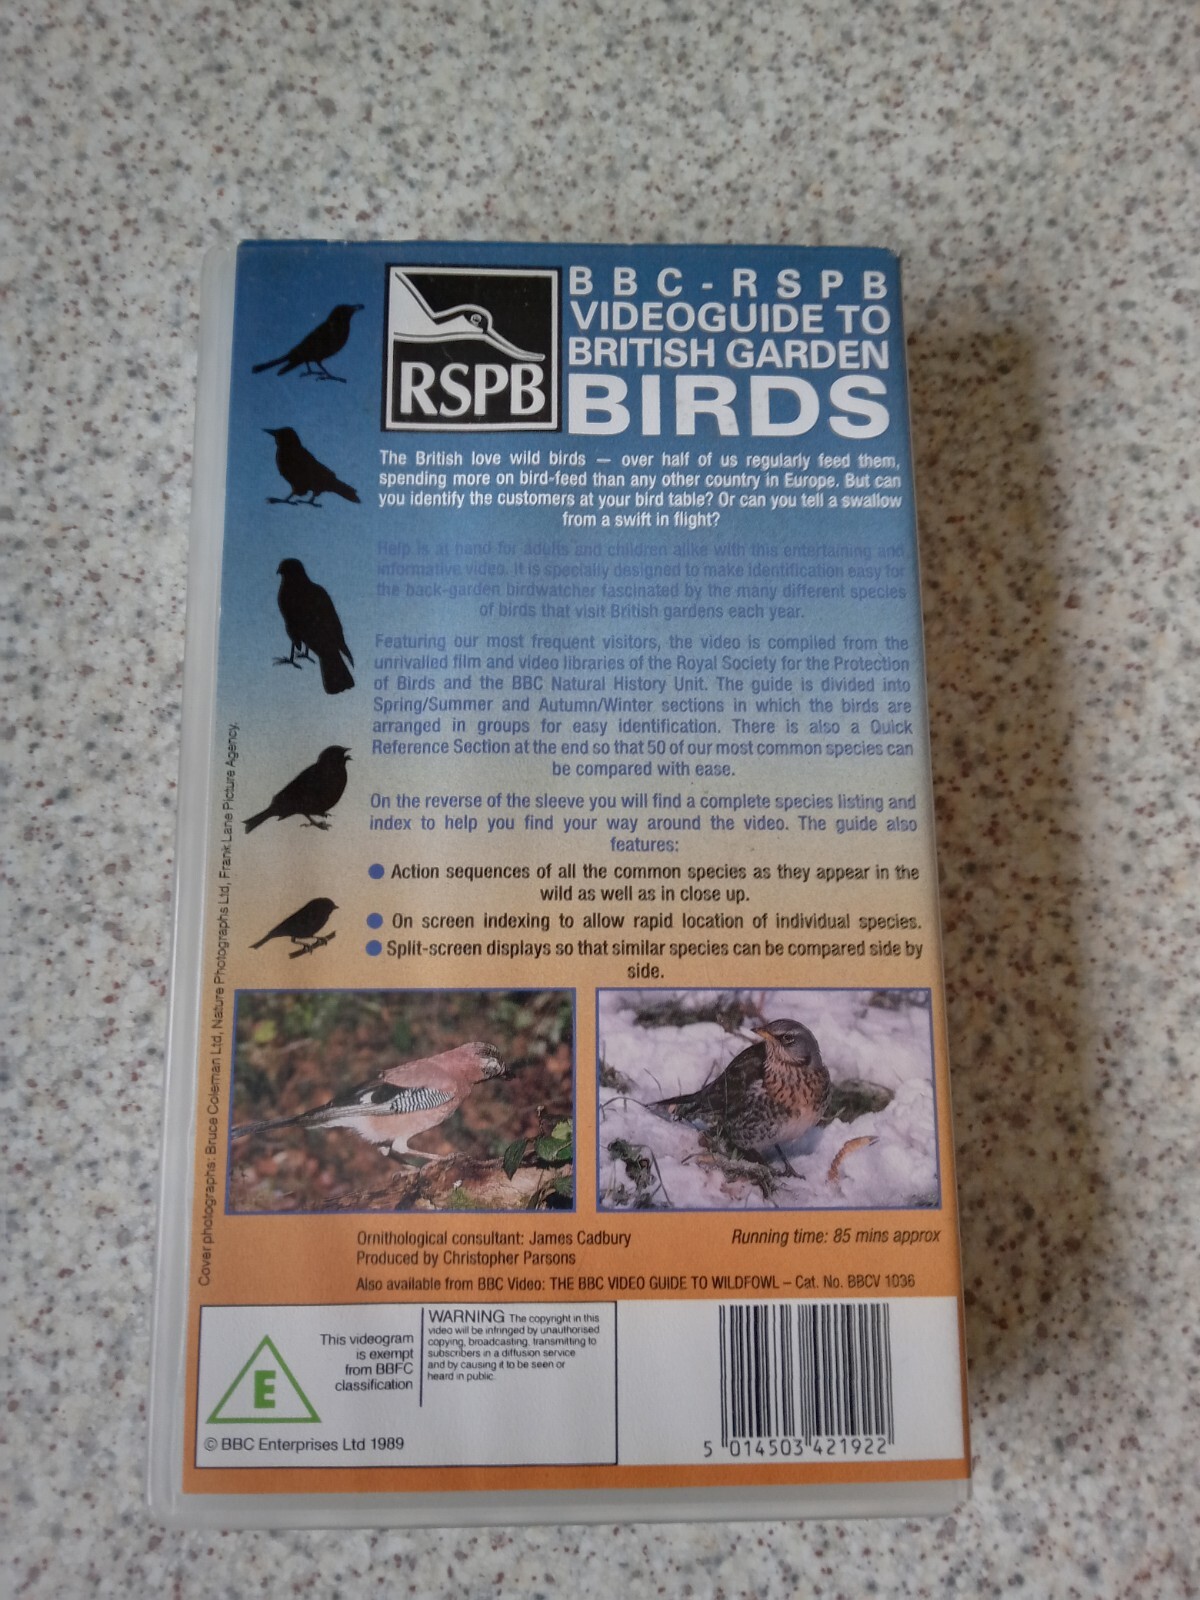 RSPB
BBC-RSPB
VIDEOGUIDE TO
BRITISH GARDEN
BIRDS
The British love wild birds — over half of us regularly feed them,
spending more on bird-feed than any other country in Europe. But can
you identify the customers at your bird table? Or can you tell a swallow
from a swift in flight?
Help is at hand for adults and children alike with this entertaining and
informative video. It is specially designed to make identification easy for
the back-garden birdwatcher fascinated by the many different species
of birds that visit British gardens each year.
Featuring our most frequent visitors, the video is compiled from the
unrivalled film and video libraries of the Royal Society for the Protection
of Birds and the BBC Natural History Unit. The guide is divided into
Spring/Summer and Autumn/Winter sections in which the birds are
arranged in groups for easy identification. There is also a Quick
Reference Section at the end so that 50 of our most common species can
be compared with ease.
On the reverse of the sleeve you will find a complete species listing and
index to help you find your way around the video. The guide also
features:
● Action sequences of all the common species as they appear in the
wild as well as in close up.
● On screen indexing to allow rapid location of individual species.
● Split-screen displays so that similar species can be compared side by
side.
Cover photographs: Bruce Coleman Ltd, Nature Photographs Ltd, Frank Lane Picture Agency.
Ornithological consultant: James Cadbury
Produced by Christopher Parsons
Running time: 85 mins approx
Also available from BBC Video: THE BBC VIDEO GUIDE TO WILDFOWL – Cat. No. BBCV 1036
E
This videogram
is exempt
from BBFC
classification
WARNING The copyright in this
video will be infringed by unauthorised
copying, broadcasting, transmitting to
subscribers in a diffusion service
and by causing it to be seen or
heard in public.
© BBC Enterprises Ltd 1989
5 014503 421922